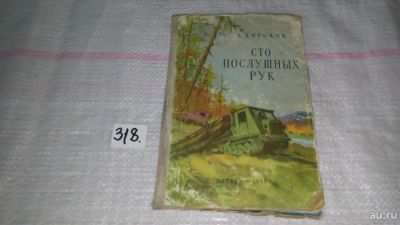 А. ДОРОХОВ
СТО
ПОСЛУШНЫХ
РУК
318.
au.ru